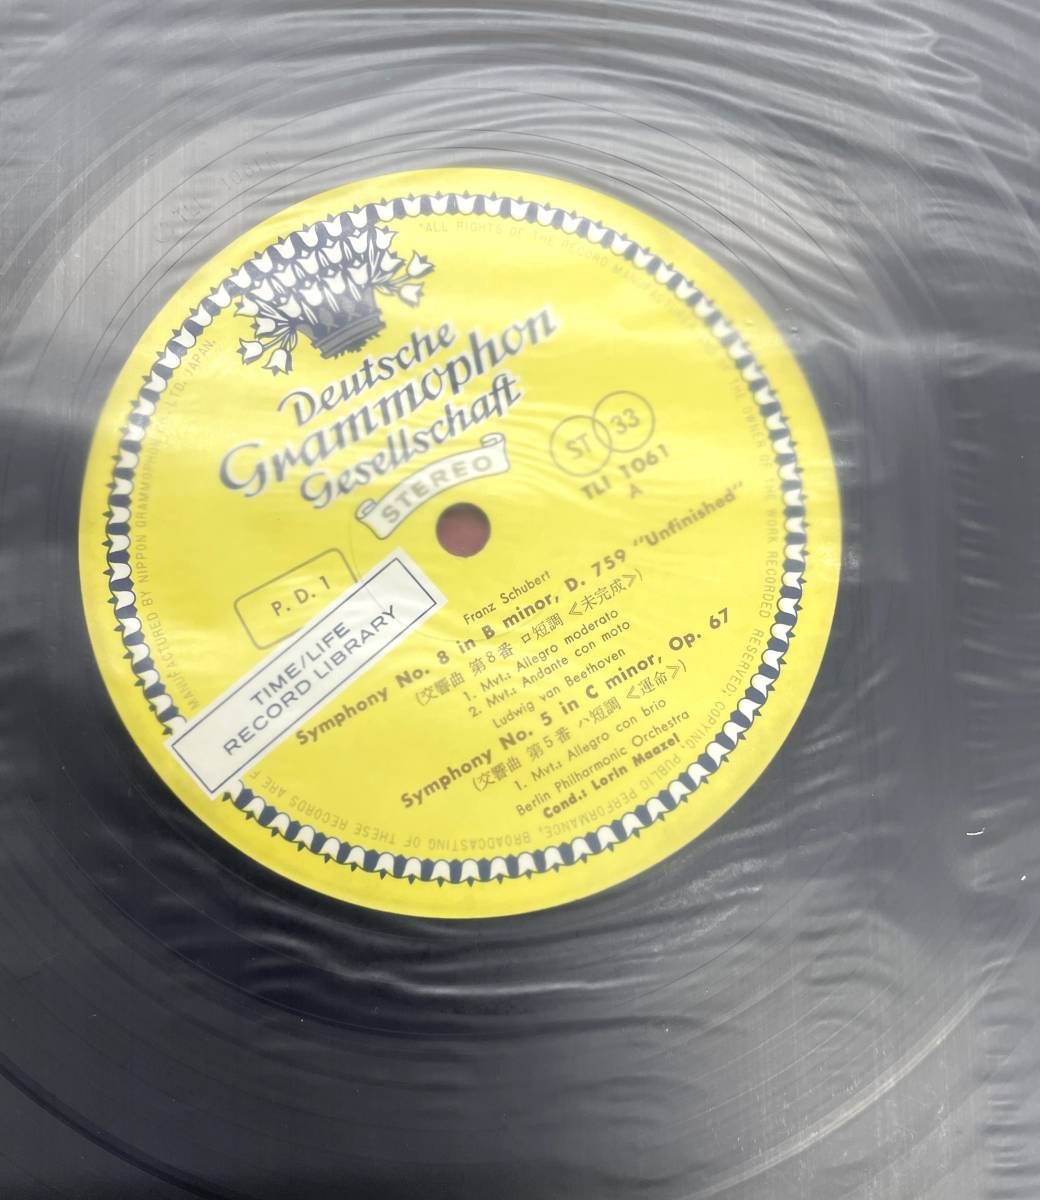 Deutsche
Grammophon
Gesellschaft
STEREO
ST 33
TLI 1061
A
P. D. 1
TIME/LIFE
RECORD LIBRARY
Franz Schubert
Symphony No. 8 in B minor, D. 759 "Unfinished"
(交響曲 第8番 ロ短調 《未完成》)
1. Mvt.: Allegro moderato
2. Mvt.: Andante con moto
Ludwig van Beethoven
Symphony No. 5 in C minor, Op. 67
(交響曲 第5番 ハ短調 《運命》)
1. Mvt.: Allegro con brio
Berlin Philharmonic Orchestra
Cond.: Lorin Maazel
ALL RIGHTS OF THE RECORD OF THE OWNER OF THE WORK RECORDED RESERVED; COPYING, PUBLIC PERFORMANCE, BROADCASTING OF THESE RECORDS ARE
MANUFACTURED BY NIPPON GRAMMOPHON LTD. JAPAN.